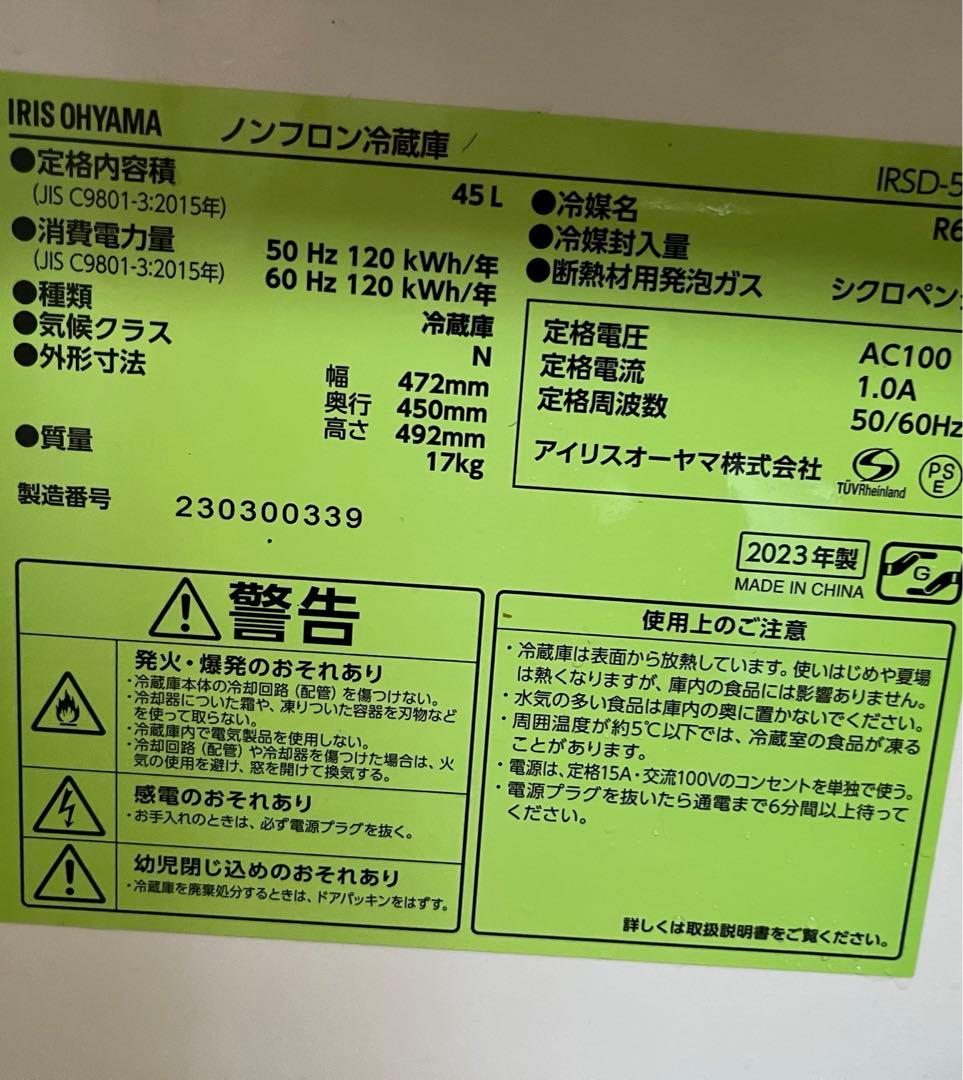 IRIS OHYAMA ノンフロン冷蔵庫 IRSD-5
●定格内容積 45 L
(JIS C9801-3:2015年)
●消費電力量 50 Hz 120 kWh/年
(JIS C9801-3:2015年) 60 Hz 120 kWh/年
●種類 冷蔵庫
●気候クラス N
●外形寸法 幅 472mm
奥行 450mm
高さ 492mm
●質量 17kg
製造番号 230300339
●冷媒名 R6
●冷媒封入量
●断熱材用発泡ガス シクロペン
定格電圧 AC100
定格電流 1.0A
定格周波数 50/60Hz
アイリスオーヤマ株式会社 TÜVRheinland PS E
2023年製
MADE IN CHINA
G
警告
発火・爆発のおそれあり
・冷蔵庫本体の冷却回路(配管)を傷つけない。
・冷却器についた霜や、凍りついた容器を刃物など
を使って取らない。
・冷蔵庫内で電気製品を使用しない。
・冷却回路(配管)や冷却器を傷つけた場合は、火
気の使用を避け、窓を開けて換気する。
感電のおそれあり
・お手入れのときは、必ず電源プラグを抜く。
幼児閉じ込めのおそれあり
・冷蔵庫を廃棄処分するときは、ドアパッキンをはずす。
使用上のご注意
・冷蔵庫は表面から放熱しています。使いはじめや夏場
は熱くなりますが、庫内の食品には影響ありません。
・水気の多い食品は庫内の奥に置かないでください。
・周囲温度が約5℃以下では、冷蔵室の食品が凍る
ことがあります。
・電源は、定格15A・交流100Vのコンセントを単独で使う。
・電源プラグを抜いたら通電まで6分間以上待って
ください。
詳しくは取扱説明書をご覧ください。